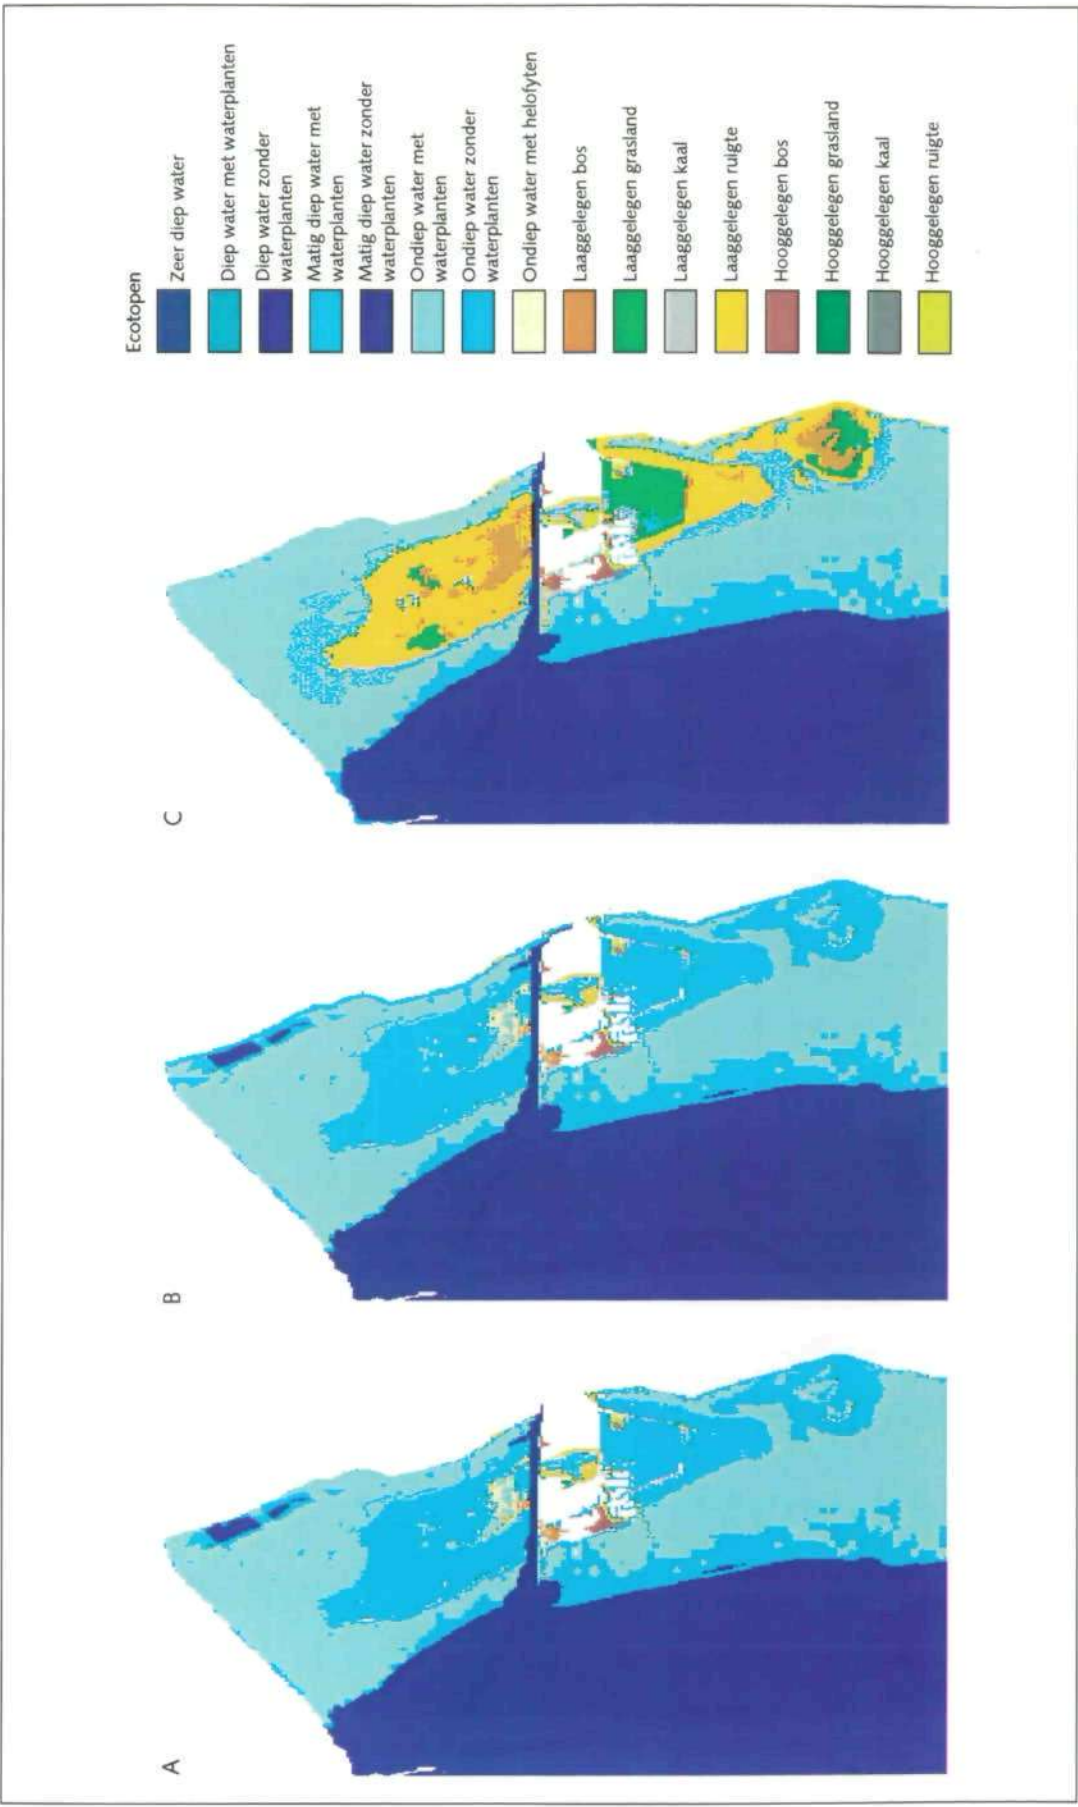 A
B
C
Ecotopen
Zeer diep water
Diep water met waterplanten
Diep water zonder
waterplanten
Matig diep water met
waterplanten
Matig diep water zonder
waterplanten
Ondiep water met
waterplanten
Ondiep water zonder
waterplanten
Ondiep water met helofyten
Laaggelegen bos
Laaggelegen grasland
Laaggelegen kaal
Laaggelegen ruigte
Hooggelegen bos
Hooggelegen grasland
Hooggelegen kaal
Hooggelegen ruigte